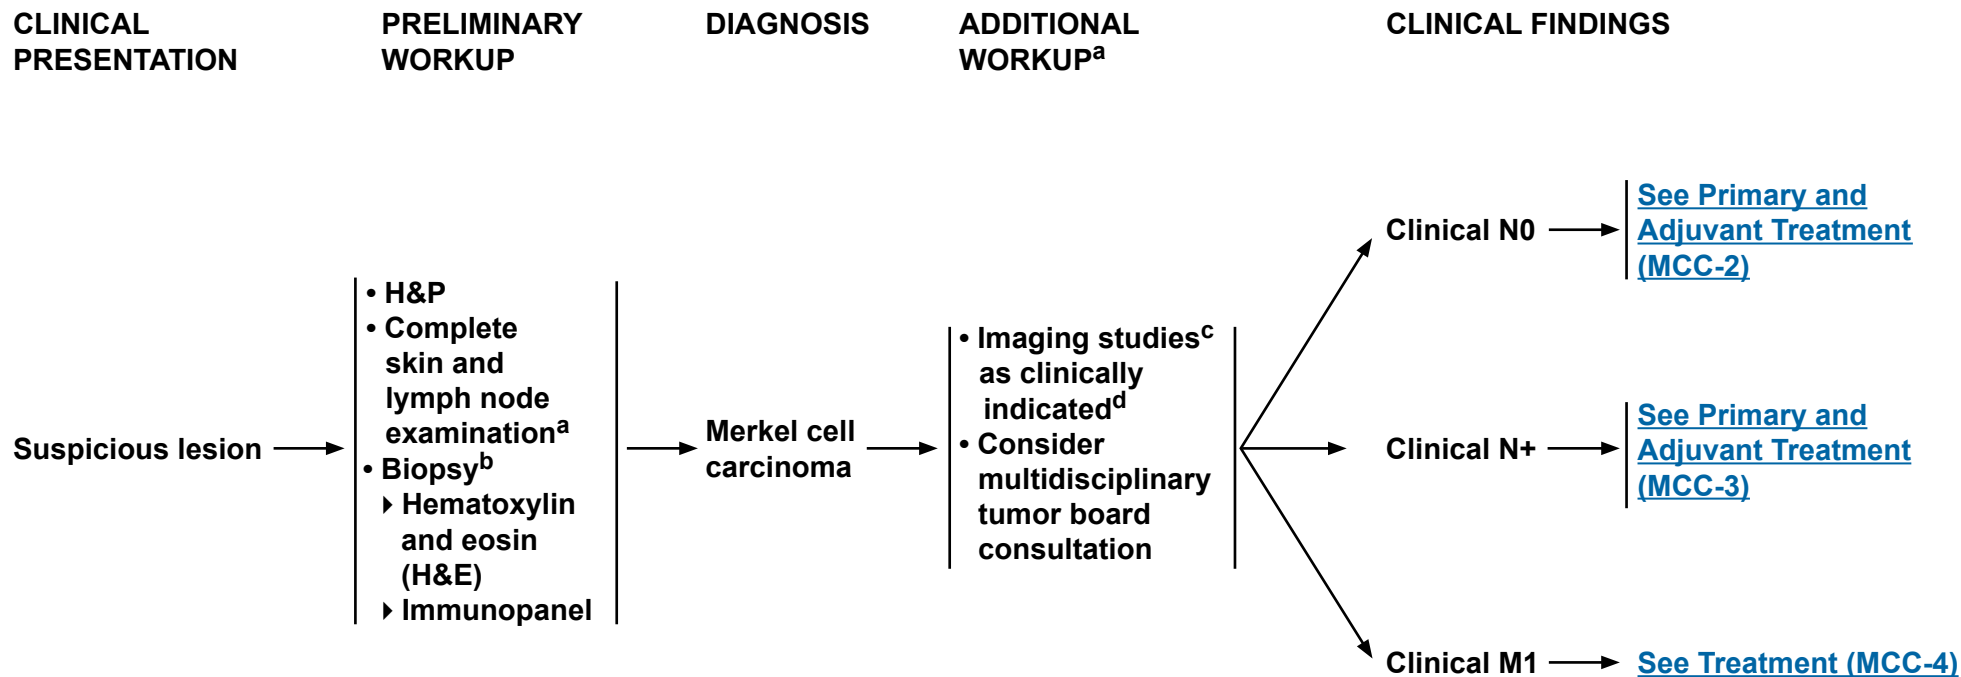 CLINICAL
PRESENTATION
PRELIMINARY
WORKUP
DIAGNOSIS
ADDITIONAL
WORKUPa
CLINICAL FINDINGS
Suspicious lesion
• H&P
• Complete
skin and
lymph node
examinationa
• Biopsyb
Hematoxylin
and eosin
(H&E)
Immunopanel
Merkel cell
carcinoma
• Imaging studiesc
as clinically
indicatedd
• Consider
multidisciplinary
tumor board
consultation
Clinical N0
See Primary and
Adjuvant Treatment
(MCC-2)
Clinical N+
See Primary and
Adjuvant Treatment
(MCC-3)
Clinical M1
See Treatment (MCC-4)